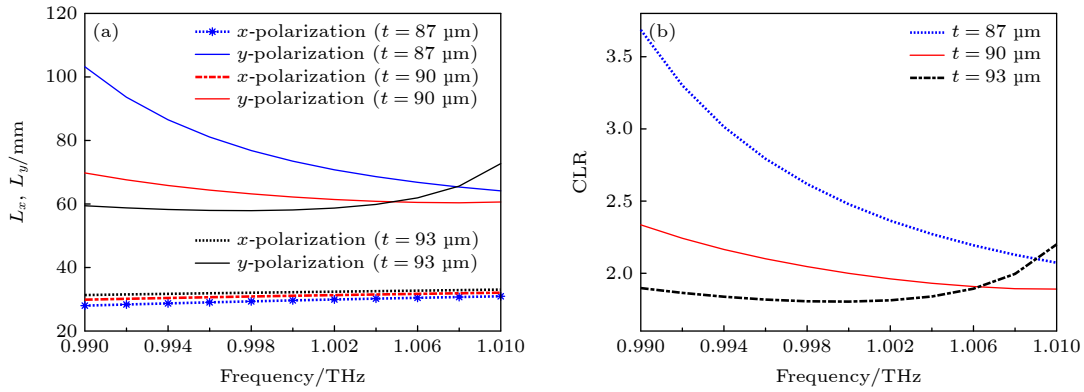 (a)
x-polarization (t = 87 µm)
y-polarization (t = 87 µm)
x-polarization (t = 90 µm)
y-polarization (t = 90 µm)
x-polarization (t = 93 µm)
y-polarization (t = 93 µm)
120
100
80
60
40
20
Lx, Ly/mm
0.990
0.994
0.998
1.002
1.006
1.010
Frequency/THz
(b)
t = 87 µm
t = 90 µm
t = 93 µm
3.5
3.0
2.5
2.0
CLR
0.990
0.994
0.998
1.002
1.006
1.010
Frequency/THz